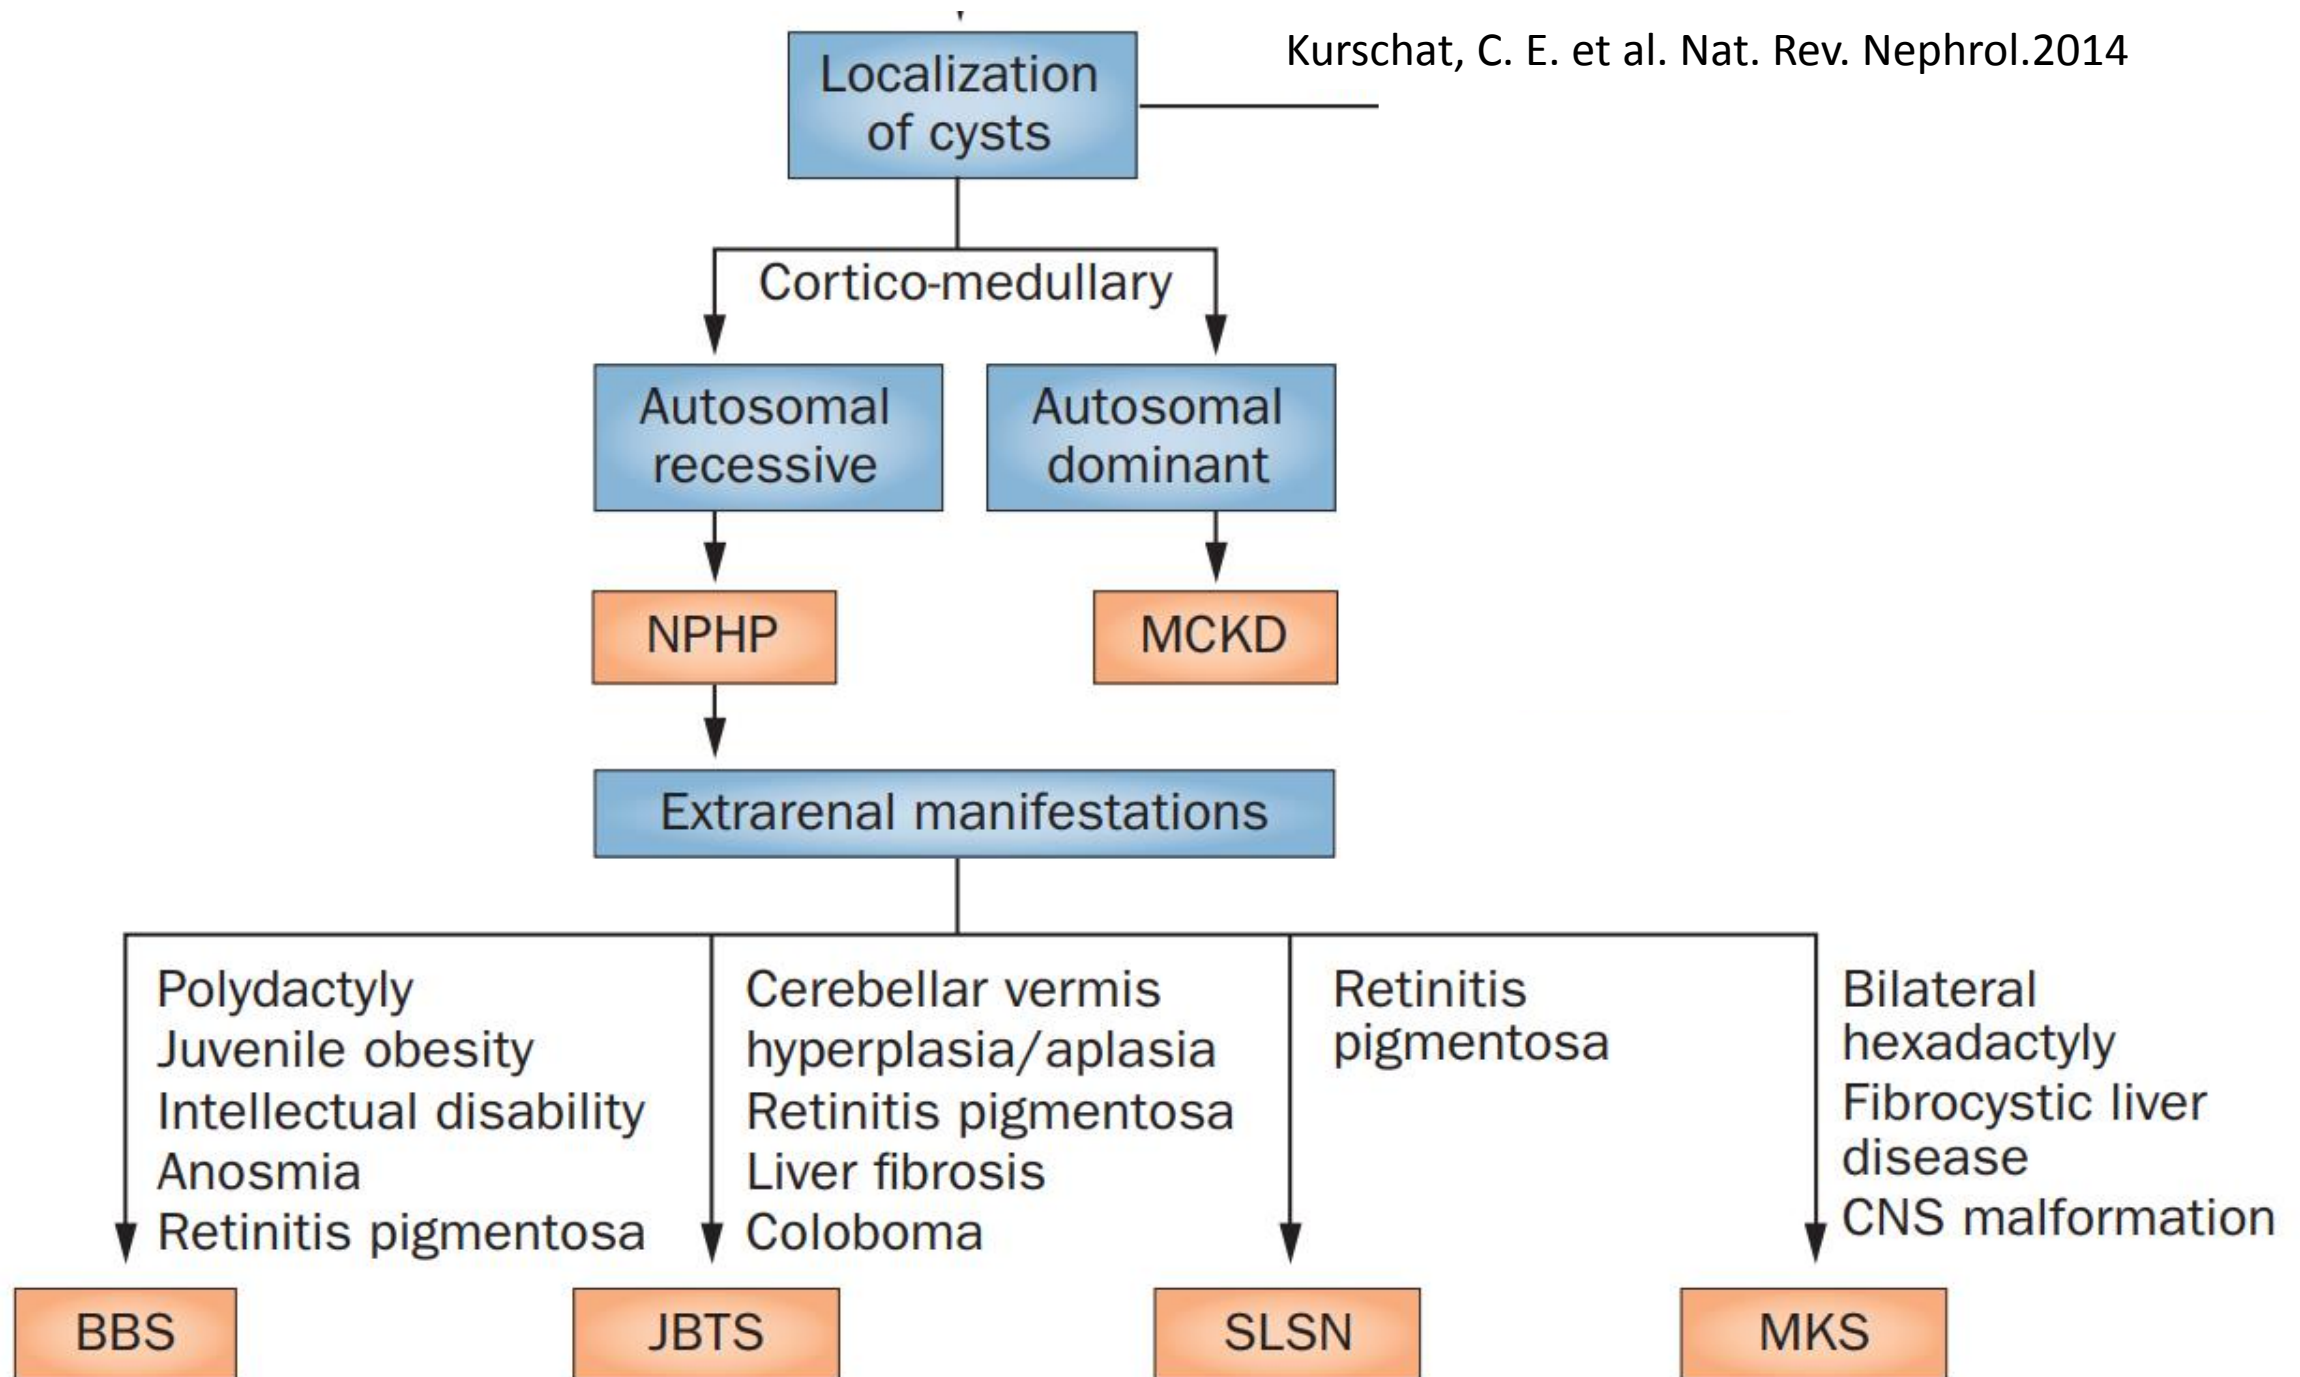 Kurschat, C. E. et al. Nat. Rev. Nephrol.2014
Localization
of cysts
Cortico-medullary
Autosomal
recessive
Autosomal
dominant
NPHP
MCKD
Extrarenal manifestations
Polydactyly
Juvenile obesity
Intellectual disability
Anosmia
Retinitis pigmentosa
Cerebellar vermis
hyperplasia/aplasia
Retinitis pigmentosa
Liver fibrosis
Coloboma
Retinitis
pigmentosa
Bilateral
hexadactyly
Fibrocystic liver
disease
CNS malformation
BBS
JBTS
SLSN
MKS